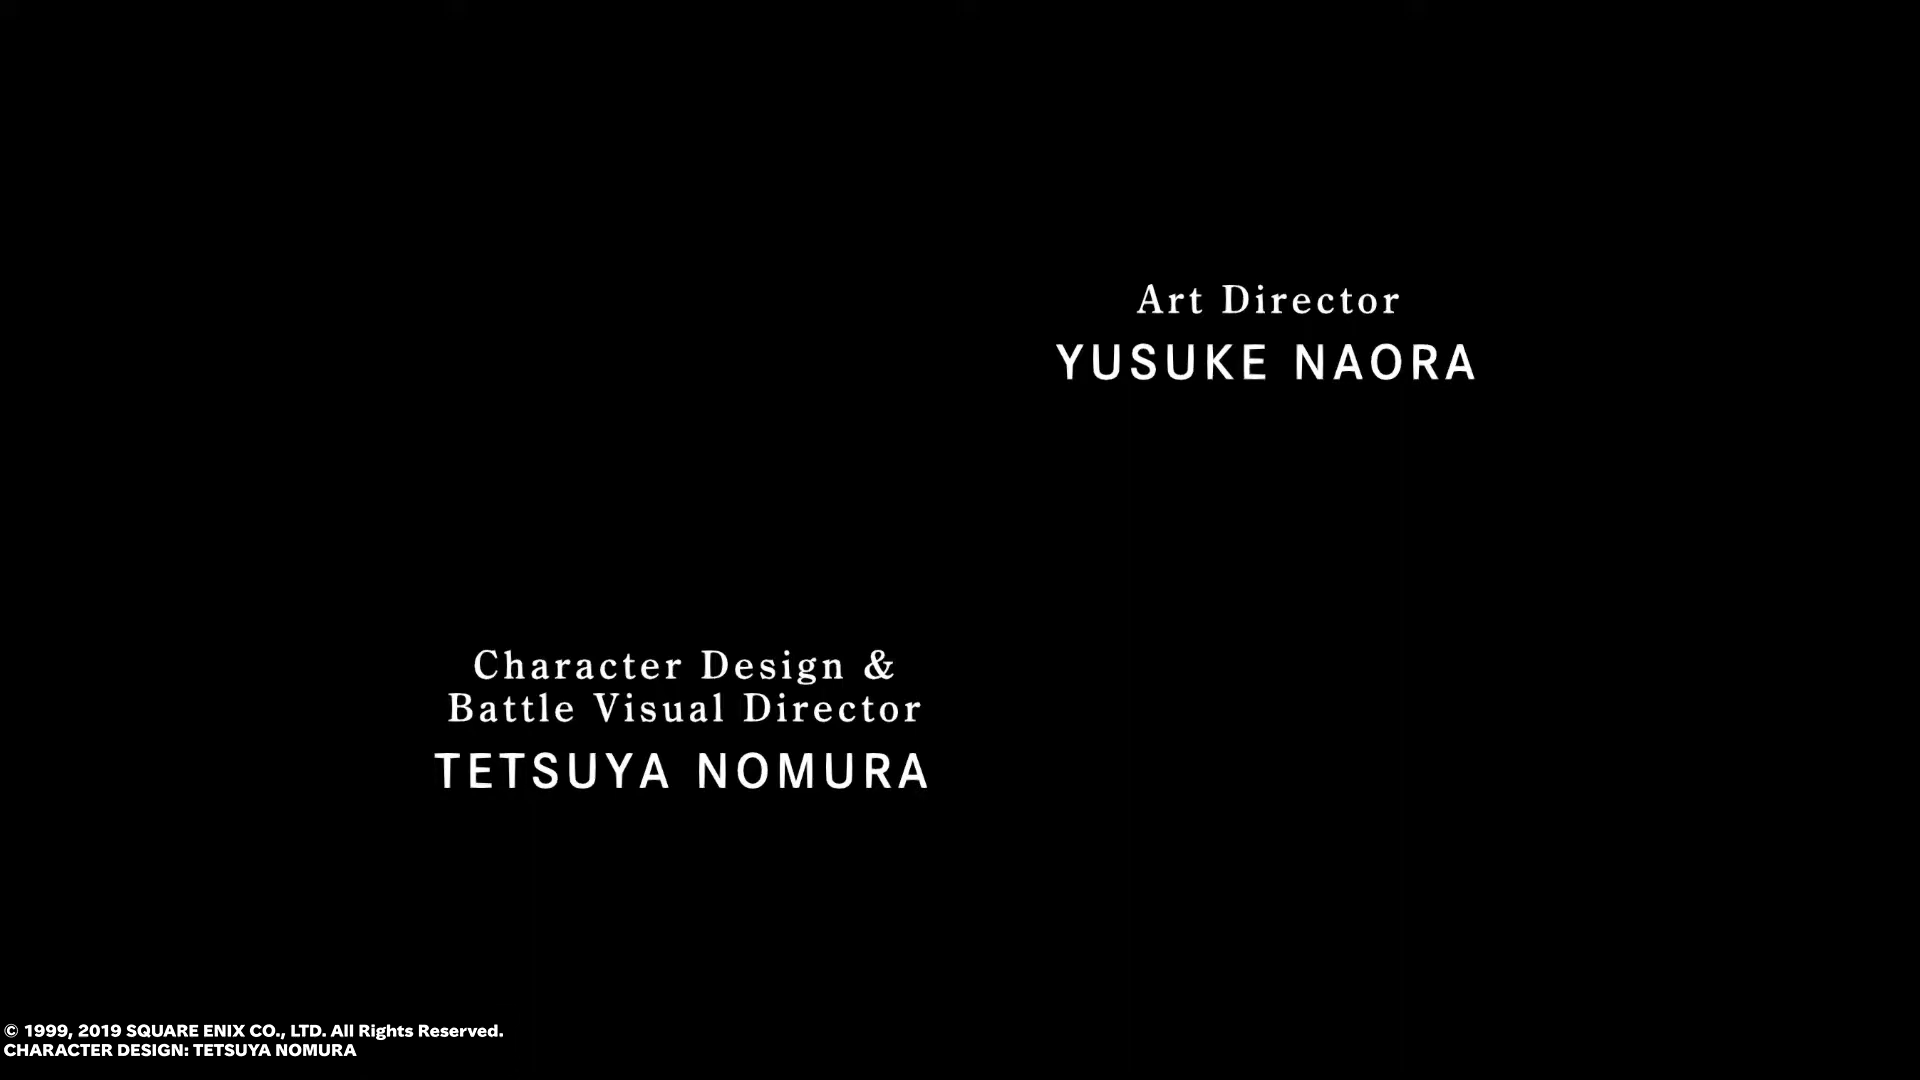 Art Director
YUSUKE NAORA
Character Design &
Battle Visual Director
TETSUYA NOMURA
© 1999, 2019 SQUARE ENIX CO., LTD. All Rights Reserved.
CHARACTER DESIGN: TETSUYA NOMURA